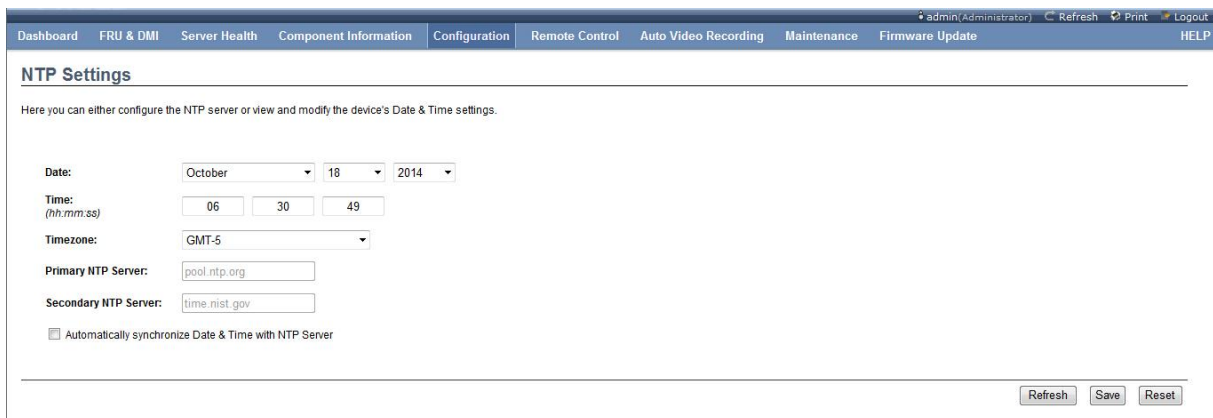 admin(Administrator) Refresh Print Logout
Dashboard FRU & DMI Server Health Component Information Configuration Remote Control Auto Video Recording Maintenance Firmware Update HELP
NTP Settings
Here you can either configure the NTP server or view and modify the device's Date & Time settings.
Date: October 18 2014
Time: 06 30 49
(hh:mm:ss)
Timezone: GMT-5
Primary NTP Server: pool.ntp.org
Secondary NTP Server: time.nist.gov
Automatically synchronize Date & Time with NTP Server
Refresh Save Reset